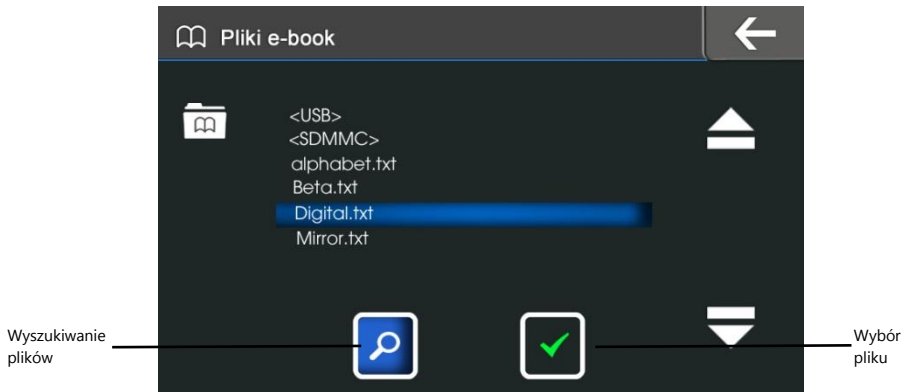 Pliki e-book
<USB>
<SDMMC>
alphabet.txt
Beta.txt
Digital.txt
Mirror.txt
Wyszukiwanie
plików
Wybór
pliku